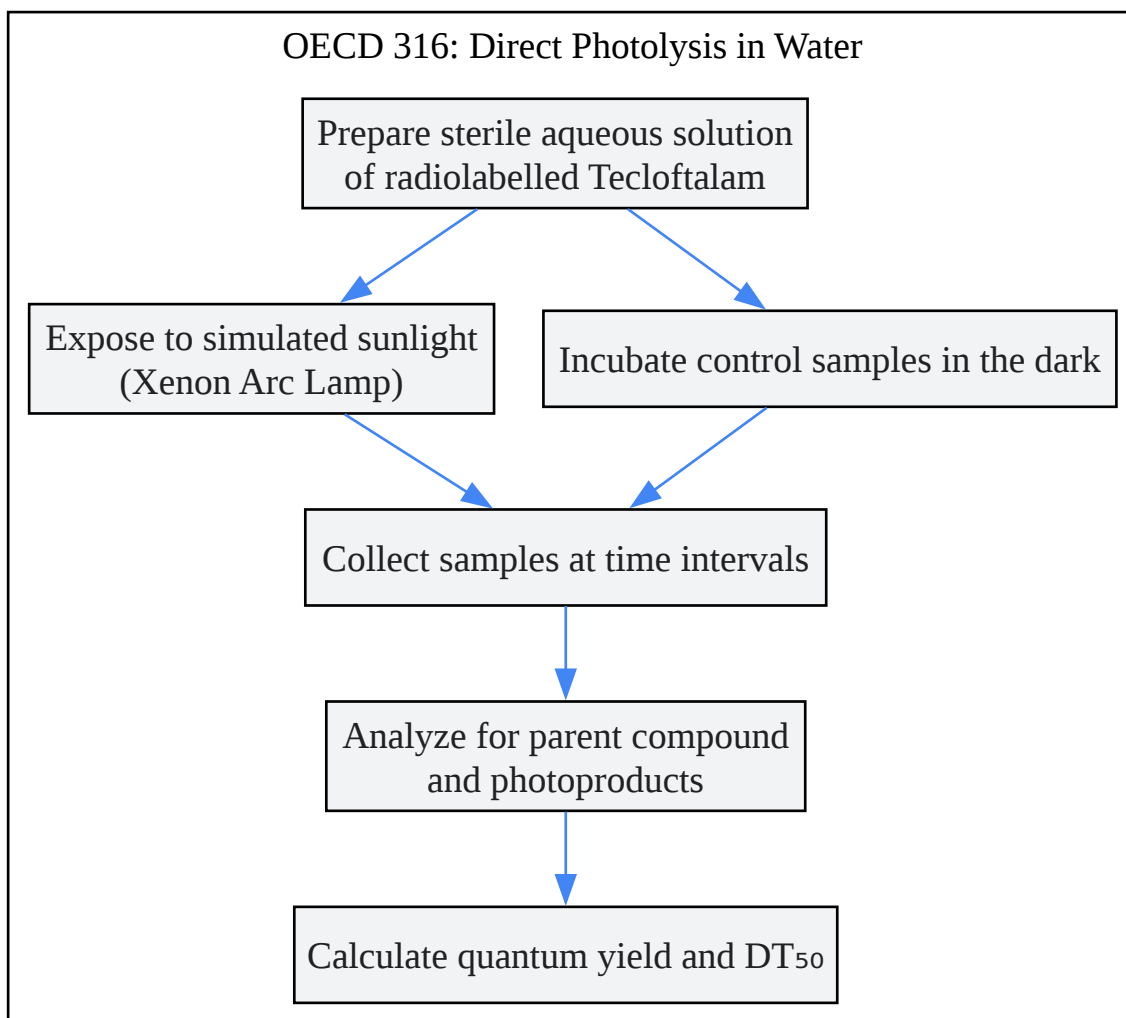 OECD 316: Direct Photolysis in Water
Prepare sterile aqueous solution
of radiolabelled Tecloftalam
Expose to simulated sunlight
(Xenon Arc Lamp)
Incubate control samples in the dark
Collect samples at time intervals
Analyze for parent compound
and photoproducts
Calculate quantum yield and DT₅₀